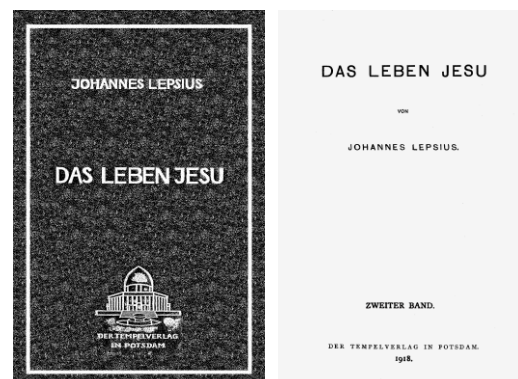 JOHANNES LEPSIUS
DAS LEBEN JESU
DER TEMPELVERLAG
IN POTSDAM
DAS LEBEN JESU
VON
JOHANNES LEPSIUS.
ZWEITER BAND.
DER TEMPELVERLAG IN POTSDAM.
1918.